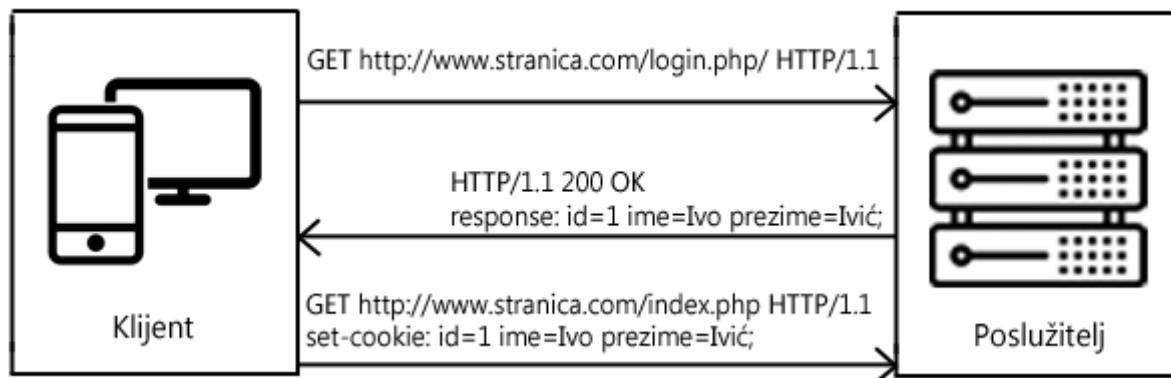 GET http://www.stranica.com/login.php/ HTTP/1.1
HTTP/1.1 200 OK
response: id=1 ime=Ivo prezime=Ivić;
GET http://www.stranica.com/index.php HTTP/1.1
set-cookie: id=1 ime=Ivo prezime=Ivić;
Klijent
Poslužitelj